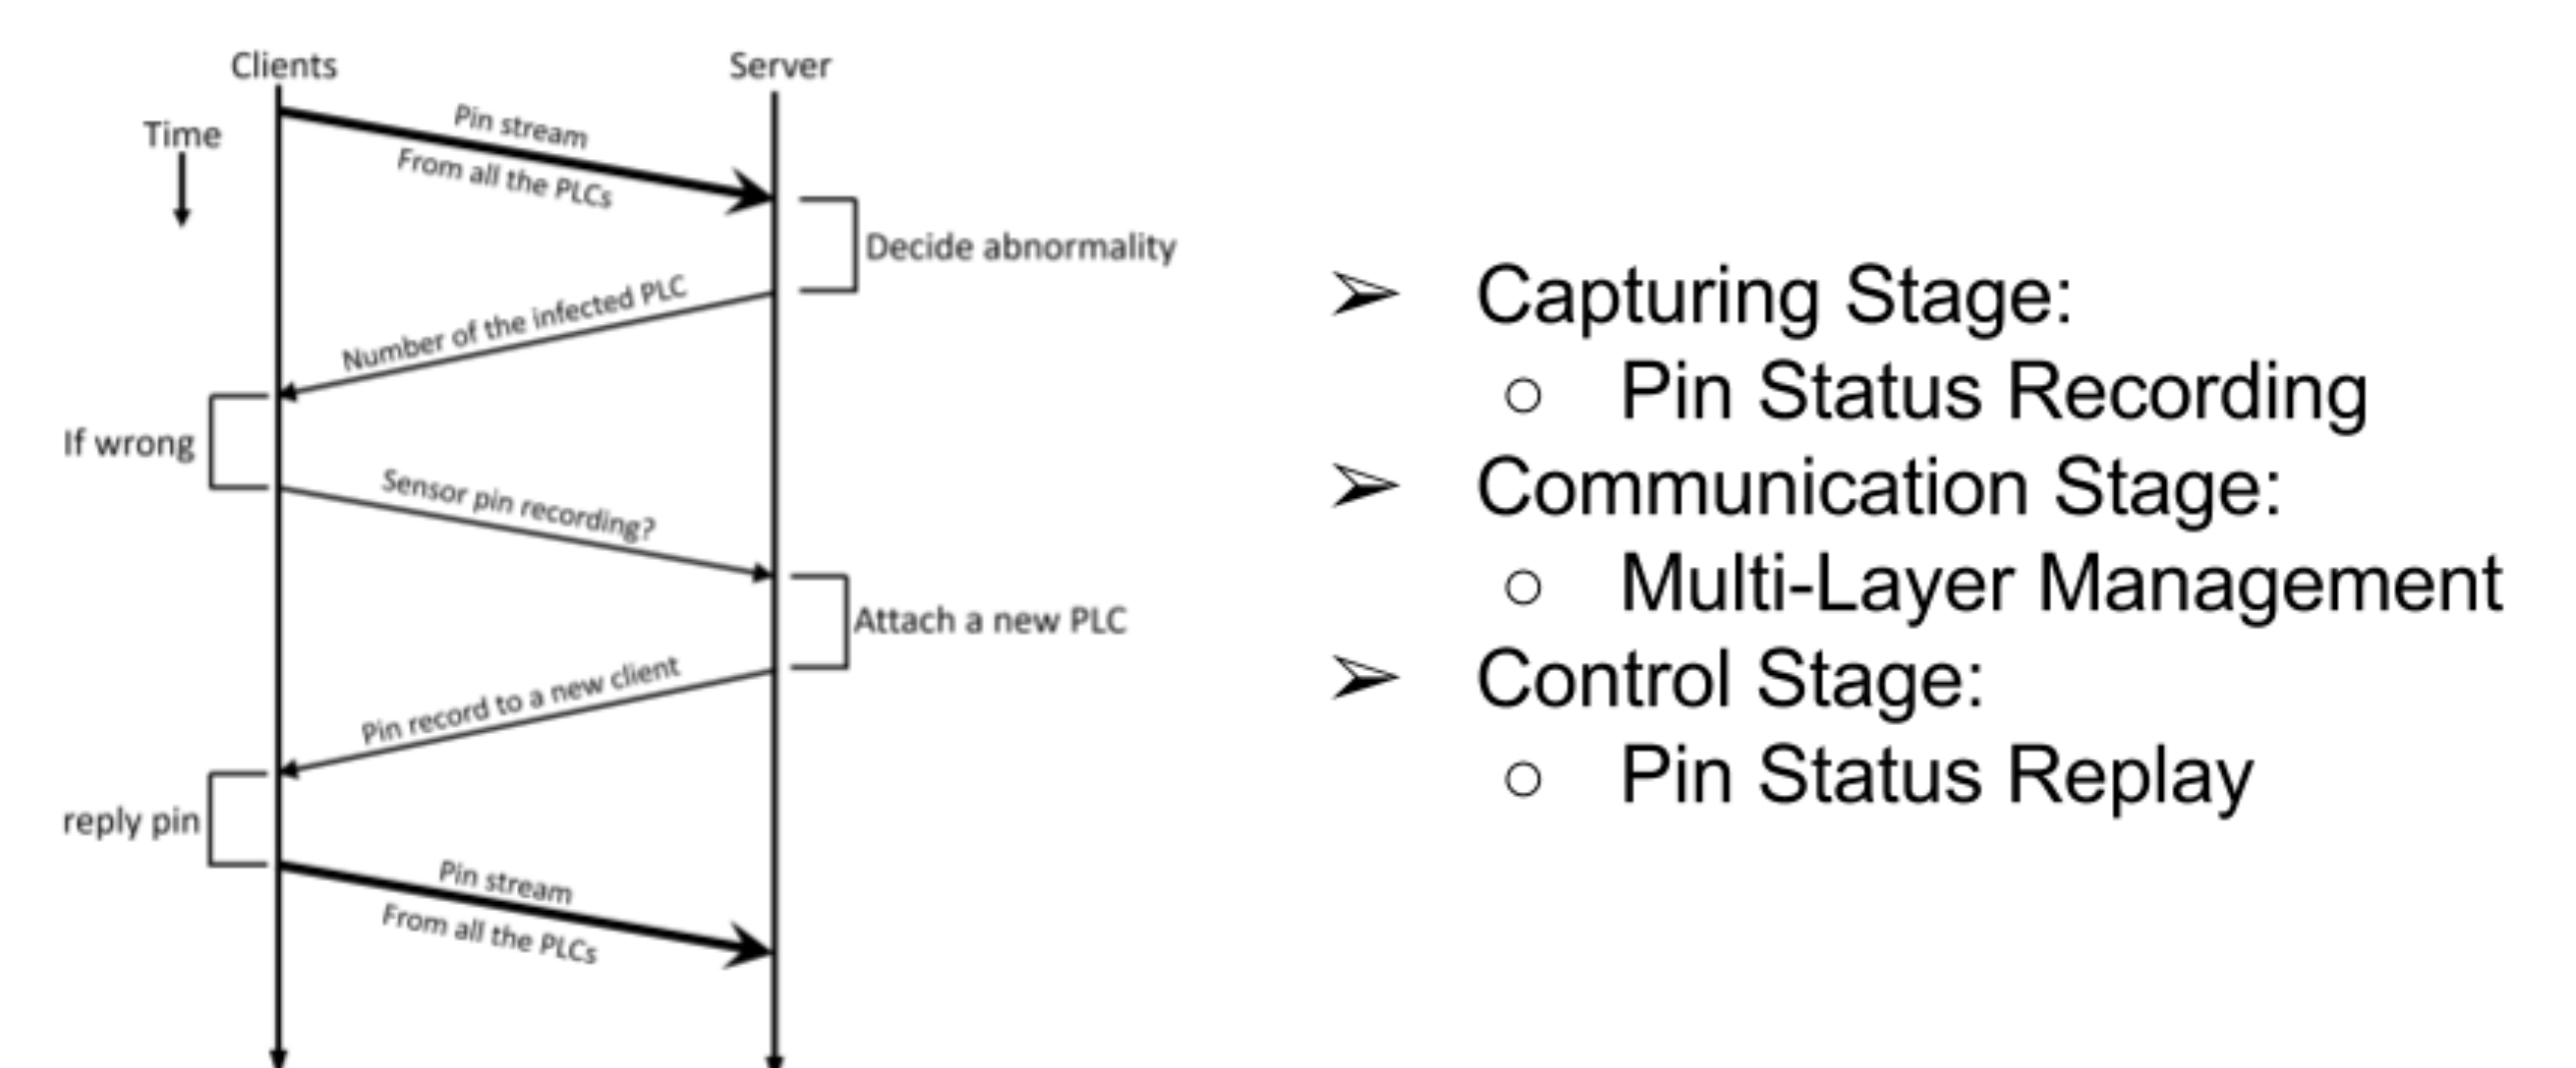 Clients
Server
Time
Pin stream
From all the PLCs
Decide abnormality
Number of the infected PLC
If wrong
Sensor pin recording?
Attach a new PLC
Pin record to a new client
reply pin
Pin stream
From all the PLCs
➢ Capturing Stage:
○ Pin Status Recording
➢ Communication Stage:
○ Multi-Layer Management
➢ Control Stage:
○ Pin Status Replay